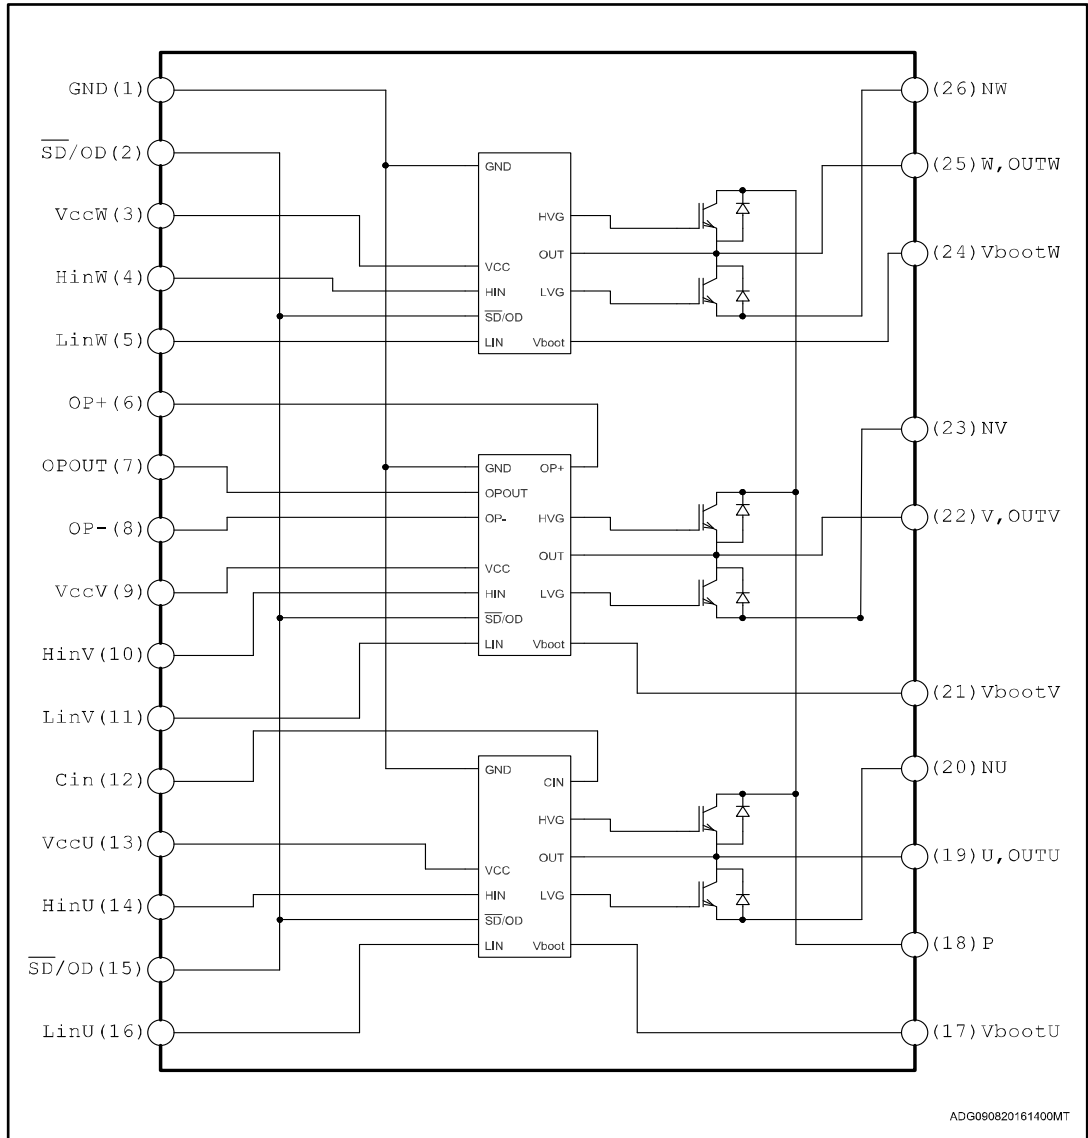 GND(1)
SD/OD(2)
VccW(3)
HinW(4)
LinW(5)
OP+(6)
OPOUT(7)
OP-(8)
VccV(9)
HinV(10)
LinV(11)
Cin(12)
VccU(13)
HinU(14)
SD/OD(15)
LinU(16)
GND
HVG
OUT
VCC
HIN
LVG
SD/OD
LIN
Vboot
GND OP+
OPOUT
OP- HVG
OUT
VCC
HIN LVG
SD/OD
LIN Vboot
GND
CIN
HVG
OUT
VCC
HIN LVG
SD/OD
LIN Vboot
(26)NW
(25)W,OUTW
(24)VbootW
(23)NV
(22)V,OUTV
(21)VbootV
(20)NU
(19)U,OUTU
(18)P
(17)VbootU
ADG090820161400MT